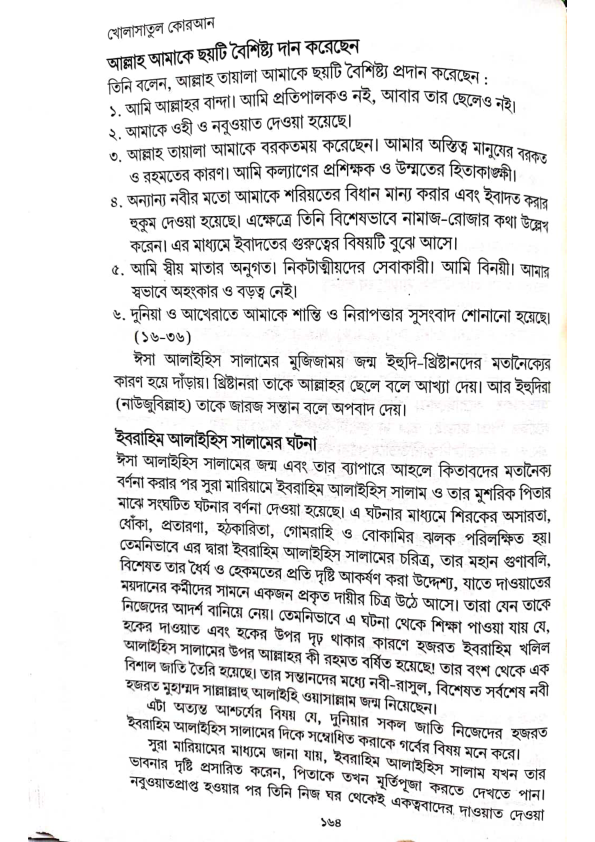 খোলাসাতুল কোরআন
আল্লাহ আমাকে ছয়টি বৈশিষ্ট্য দান করেছেন
তিনি বলেন, আল্লাহ তায়ালা আমাকে ছয়টি বৈশিষ্ট্য প্রদান করেছেন :
১. আমি আল্লাহর বান্দা। আমি প্রতিপালকও নই, আবার তার ছেলেও নই।
২. আমাকে ওহী ও নবুওয়াত দেওয়া হয়েছে।
৩. আল্লাহ তায়ালা আমাকে বরকতময় করেছেন। আমার অস্তিত্ব মানুষের বরকত
ও রহমতের কারণ। আমি কল্যাণের প্রশিক্ষক ও উম্মতের হিতাকাঙ্ক্ষী।
৪. অন্যান্য নবীর মতো আমাকে শরিয়তের বিধান মান্য করার এবং ইবাদত করার
হুকুম দেওয়া হয়েছে। এক্ষেত্রে তিনি বিশেষভাবে নামাজ-রোজার কথা উল্লেখ
করেন। এর মাধ্যমে ইবাদতের গুরুত্বের বিষয়টি বুঝে আসে।
৫. আমি স্বীয় মাতার অনুগত। নিকটাত্মীয়দের সেবাকারী। আমি বিনয়ী। আমার
স্বভাবে অহংকার ও বড়ত্ব নেই।
৬. দুনিয়া ও আখেরাতে আমাকে শান্তি ও নিরাপত্তার সুসংবাদ শোনানো হয়েছে।
(১৬-৩৬)
ঈসা আলাইহিস সালামের মুজিজাময় জন্ম ইহুদি-খ্রিষ্টানদের মতানৈক্যের
কারণ হয়ে দাঁড়ায়। খ্রিষ্টানরা তাকে আল্লাহর ছেলে বলে আখ্যা দেয়। আর ইহুদিরা
(নাউজুবিল্লাহ) তাকে জারজ সন্তান বলে অপবাদ দেয়।
ইবরাহিম আলাইহিস সালামের ঘটনা
ঈসা আলাইহিস সালামের জন্ম এবং তার ব্যাপারে আহলে কিতাবদের মতানৈক্য
বর্ণনা করার পর সুরা মারিয়ামে ইবরাহিম আলাইহিস সালাম ও তার মুশরিক পিতার
মাঝে সংঘটিত ঘটনার বর্ণনা দেওয়া হয়েছে। এ ঘটনার মাধ্যমে শিরকের অসারতা,
ধোঁকা, প্রতারণা, হঠকারিতা, গোমরাহি ও বোকামির ঝলক পরিলক্ষিত হয়।
তেমনিভাবে এর দ্বারা ইবরাহিম আলাইহিস সালামের চরিত্র, তার মহান গুণাবলি,
বিশেষত তার ধৈর্য ও হেকমতের প্রতি দৃষ্টি আকর্ষণ করা উদ্দেশ্য, যাতে দাওয়াতের
ময়দানের কর্মীদের সামনে একজন প্রকৃত দায়ীর চিত্র উঠে আসে। তারা যেন তাকে
নিজেদের আদর্শ বানিয়ে নেয়। তেমনিভাবে এ ঘটনা থেকে শিক্ষা পাওয়া যায় যে,
হকের দাওয়াত এবং হকের উপর দৃঢ় থাকার কারণে হজরত ইবরাহিম খলিল
আলাইহিস সালামের উপর আল্লাহর কী রহমত বর্ষিত হয়েছে! তার বংশ থেকে এক
বিশাল জাতি তৈরি হয়েছে। তার সন্তানদের মধ্যে নবী-রাসুল, বিশেষত সর্বশেষ নবী
হজরত মুহাম্মদ সাল্লাল্লাহু আলাইহি ওয়াসাল্লাম জন্ম নিয়েছেন।
এটা অত্যন্ত আশ্চর্যের বিষয় যে, দুনিয়ার সকল জাতি নিজেদের হজরত
ইবরাহিম আলাইহিস সালামের দিকে সম্বোধিত করাকে গর্বের বিষয় মনে করে।
সুরা মারিয়ামের মাধ্যমে জানা যায়, ইবরাহিম আলাইহিস সালাম যখন তার
ভাবনার দৃষ্টি প্রসারিত করেন, পিতাকে তখন মূর্তিপূজা করতে দেখতে পান।
নবুওয়াতপ্রাপ্ত হওয়ার পর তিনি নিজ ঘর থেকেই একত্ববাদের দাওয়াত দেওয়া
১৬৪